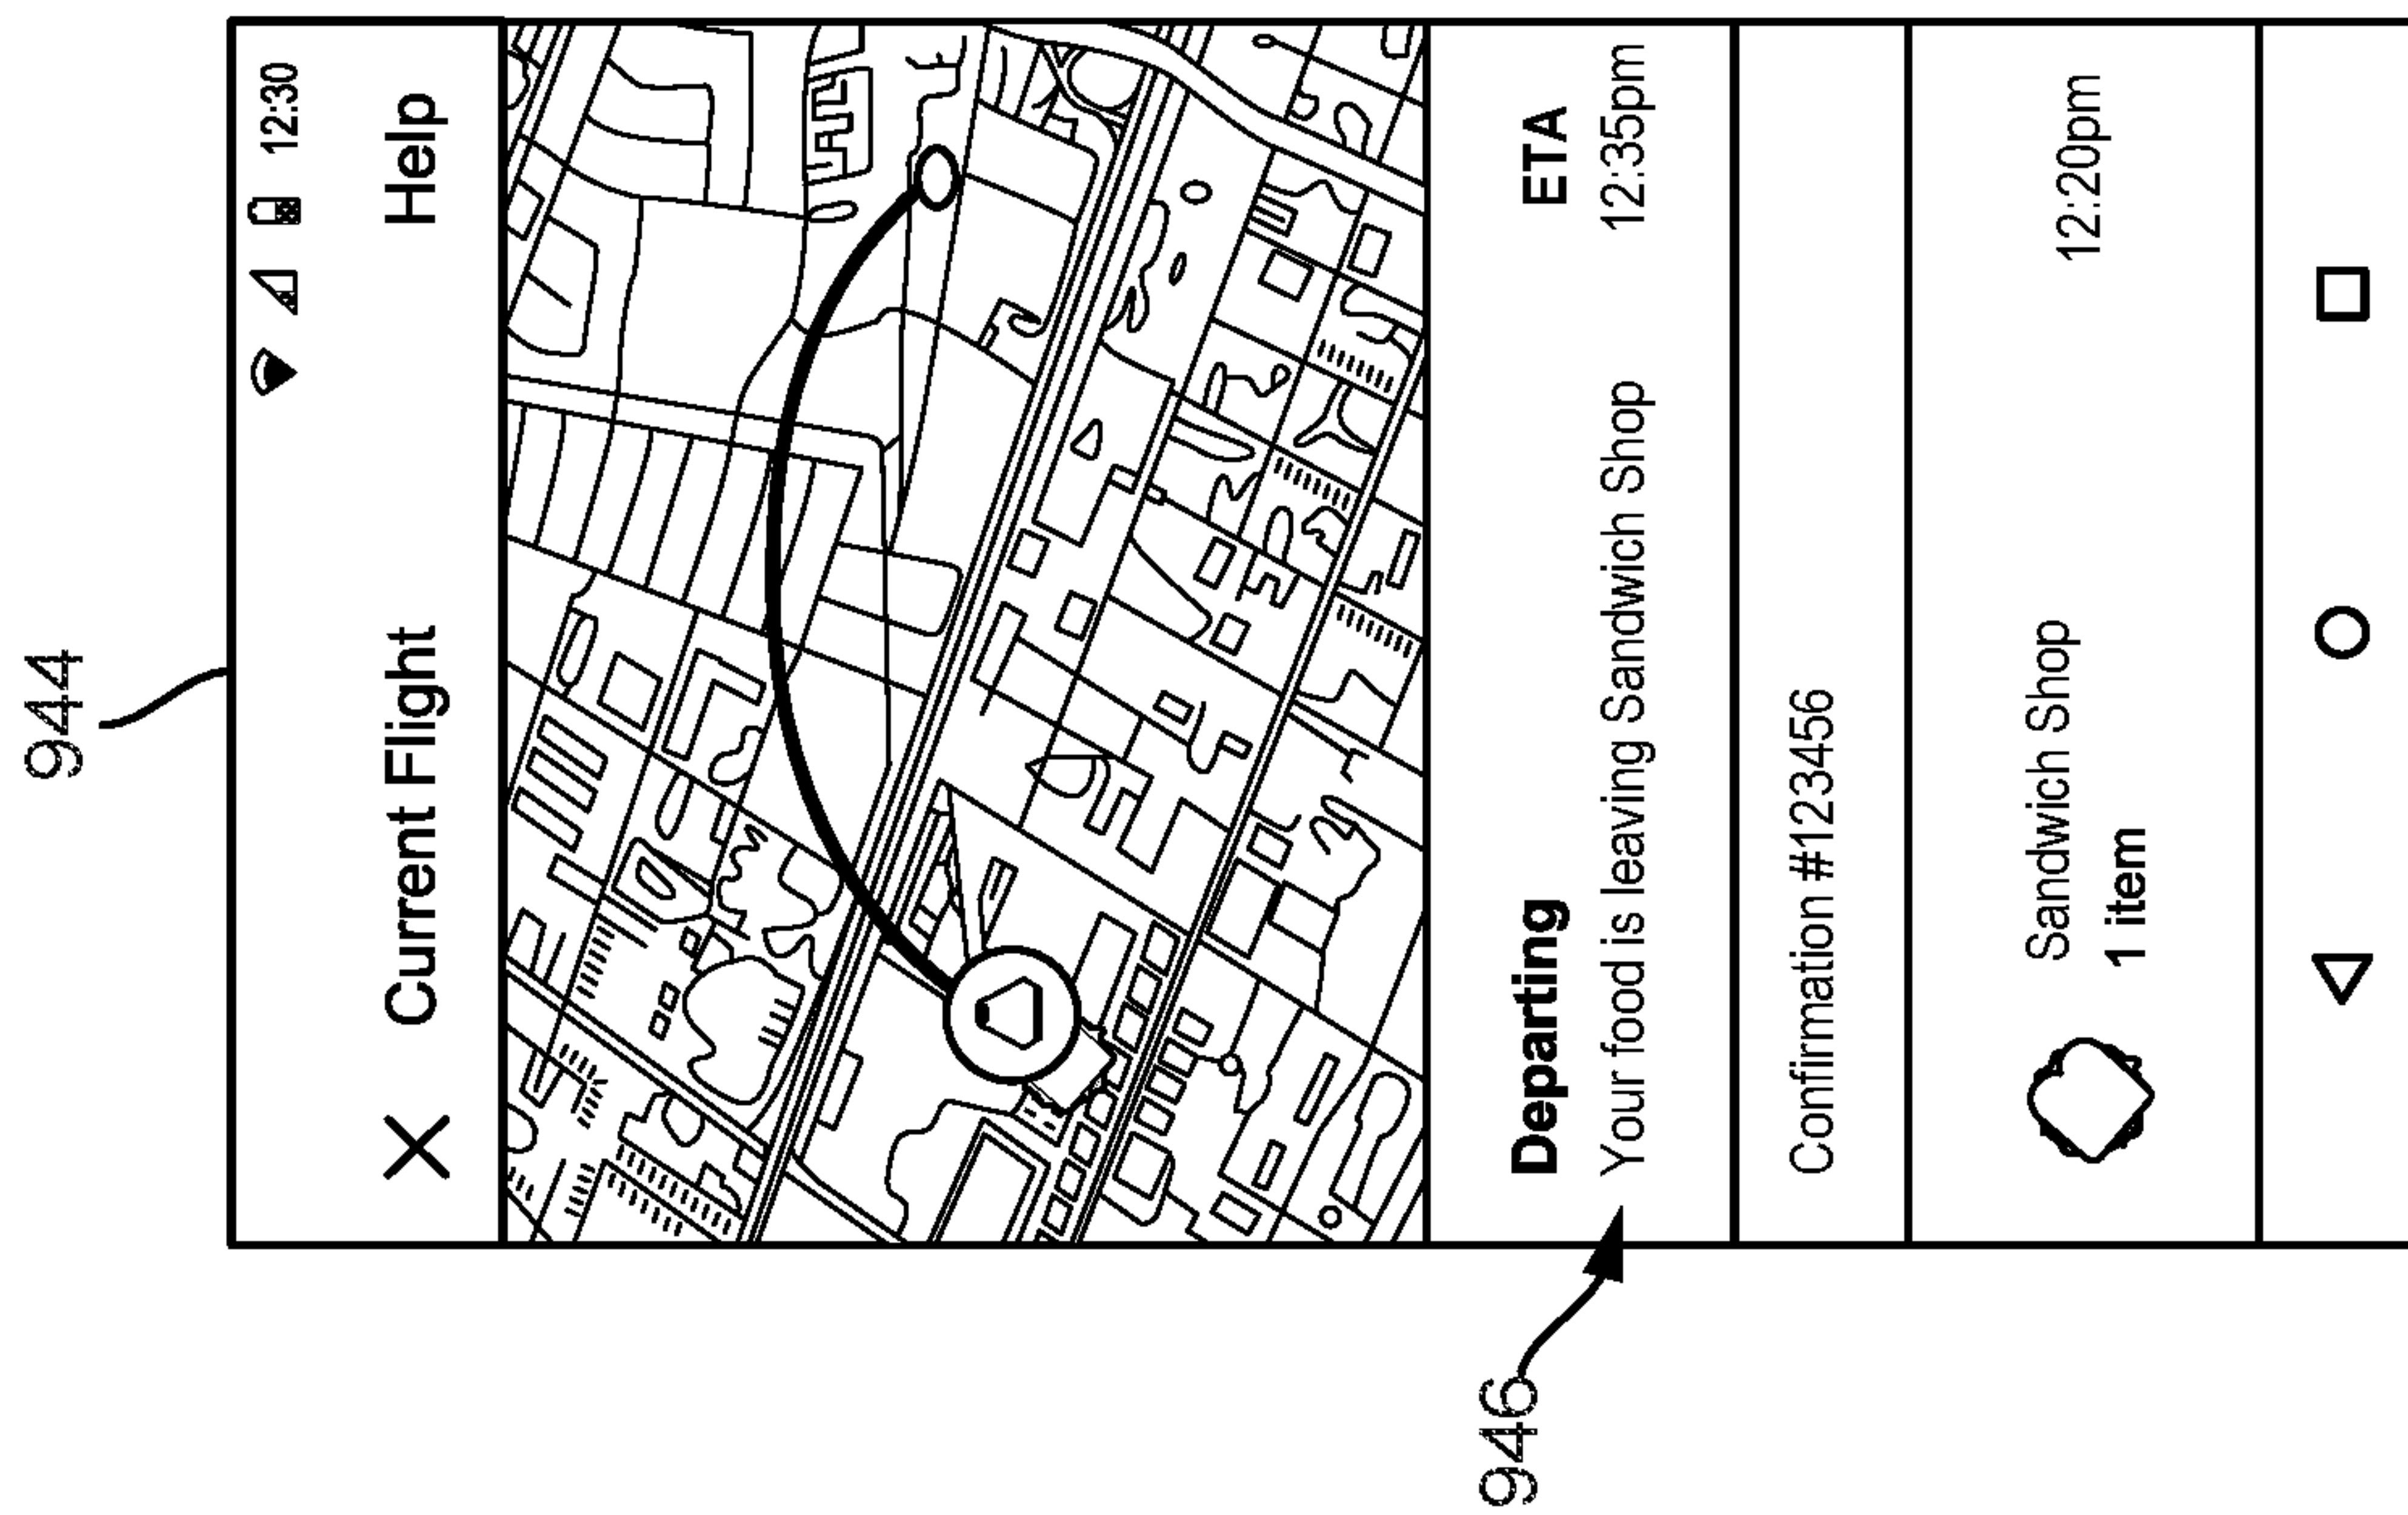 944
12:30
Current Flight Help
Departing ETA
946
Your food is leaving Sandwich Shop 12:35pm
Confirmation #123456
Sandwich Shop 12:20pm
1 item